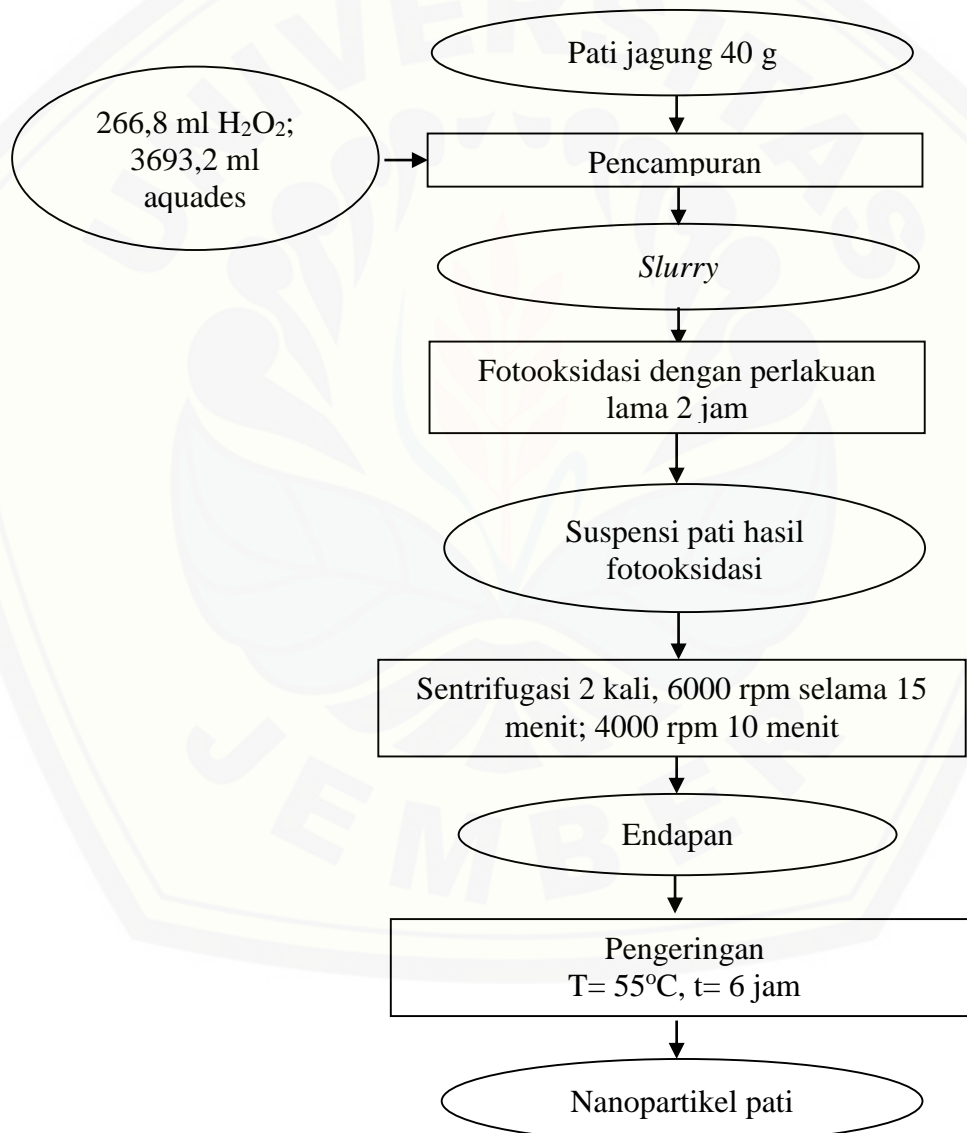 Pati jagung 40 g
266,8 ml H₂O₂;
3693,2 ml
aquades
Pencampuran
Slurry
Fotooksidasi dengan perlakuan
lama 2 jam
Suspensi pati hasil
fotooksidasi
Sentrifugasi 2 kali, 6000 rpm selama 15
menit; 4000 rpm 10 menit
Endapan
Pengeringan
T= 55°C, t= 6 jam
Nanopartikel pati
UNIVERSITAS
JEMBER